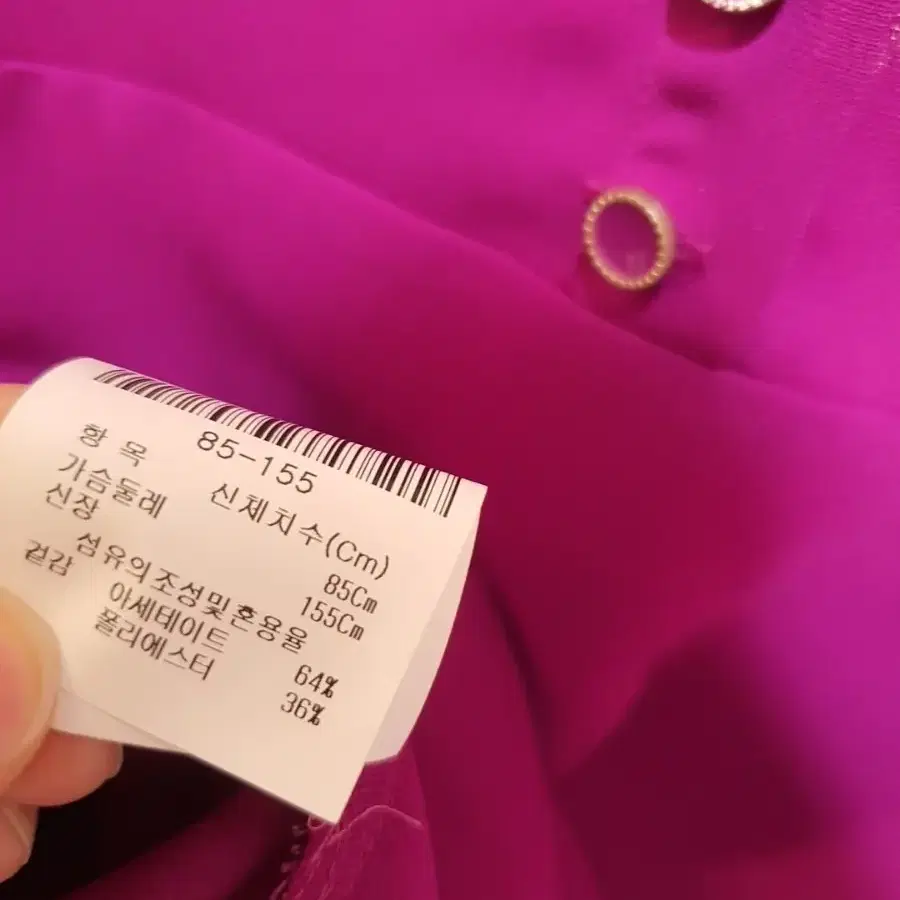 85-155
항 목 신체치수(Cm)
가슴둘레 85Cm
신장 155Cm
섬유의조성및혼용율
겉감 아세테이트 64%
폴리에스터 36%